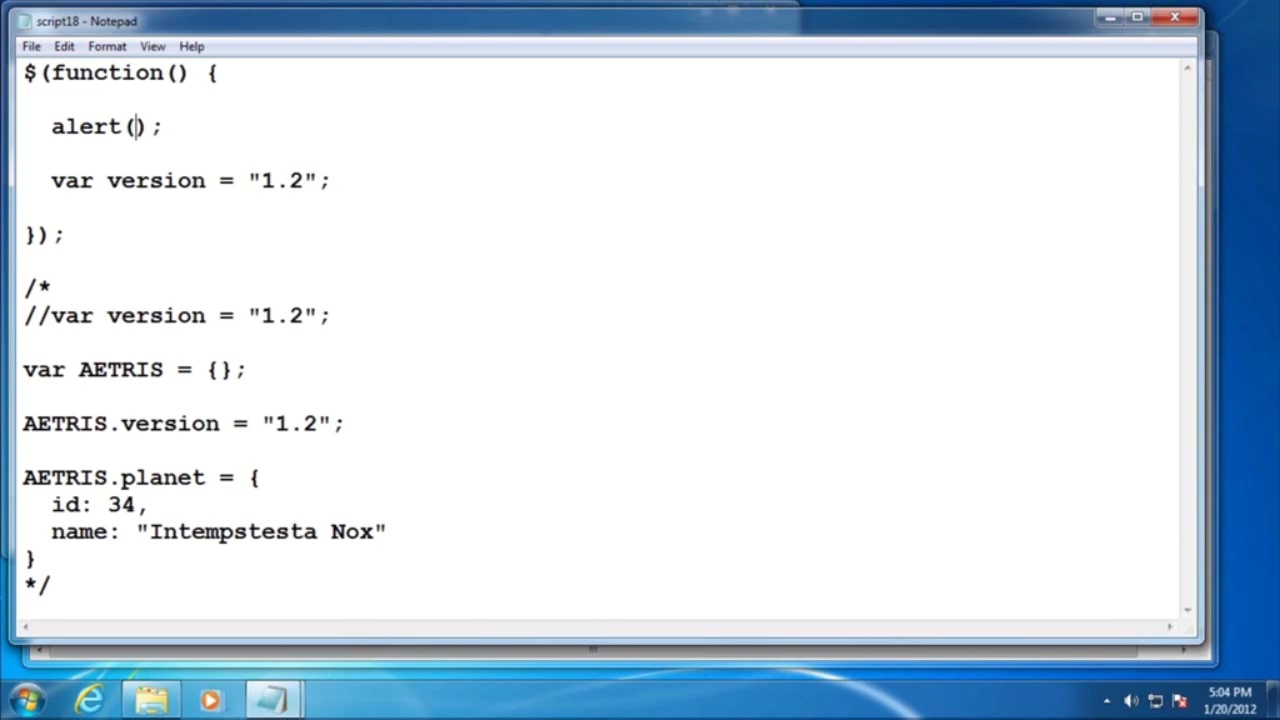 script18 - Notepad
File Edit Format View Help
$(function() {
alert();
var version = "1.2";
});
/*
//var version = "1.2";
var AETRIS = {};
AETRIS.version = "1.2";
AETRIS.planet = {
id: 34,
name: "Intempstesta Nox"
}
*/
5:04 PM
1/20/2012